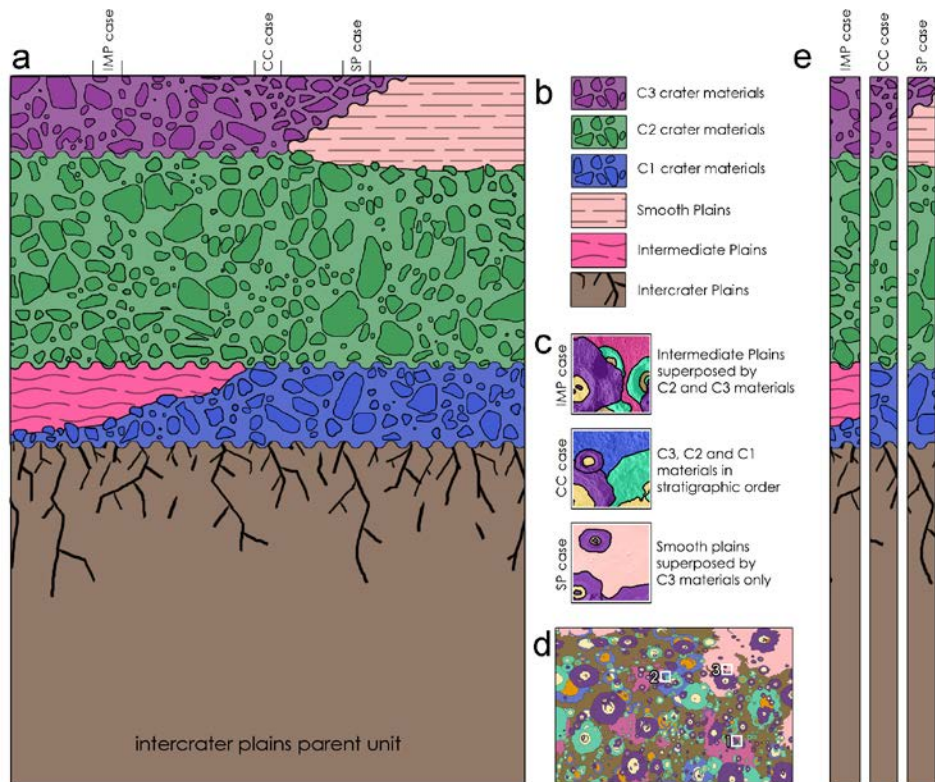 a
IMP case
CC case
SP case
intercrater plains parent unit
b
C3 crater materials
C2 crater materials
C1 crater materials
Smooth Plains
Intermediate Plains
Intercrater Plains
c
IMP case
Intermediate Plains
superposed by
C2 and C3 materials
CC case
C3, C2 and C1
materials in
stratigraphic order
SP case
Smooth plains
superposed by
C3 materials only
d
2
3
1
e
IMP case
CC case
SP case